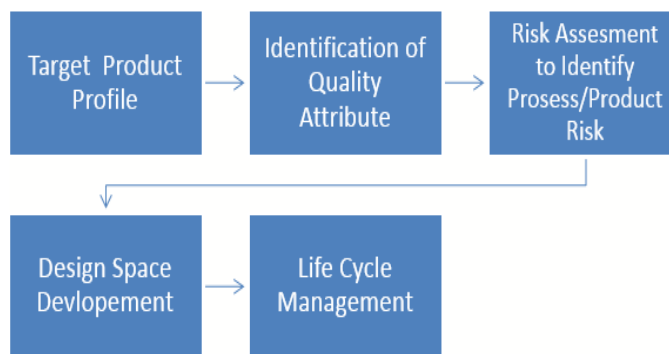 Target Product
Profile
Identification of
Quality
Attribute
Risk Assesment
to Identify
Prosess/Product
Risk
Design Space
Devlopement
Life Cycle
Management